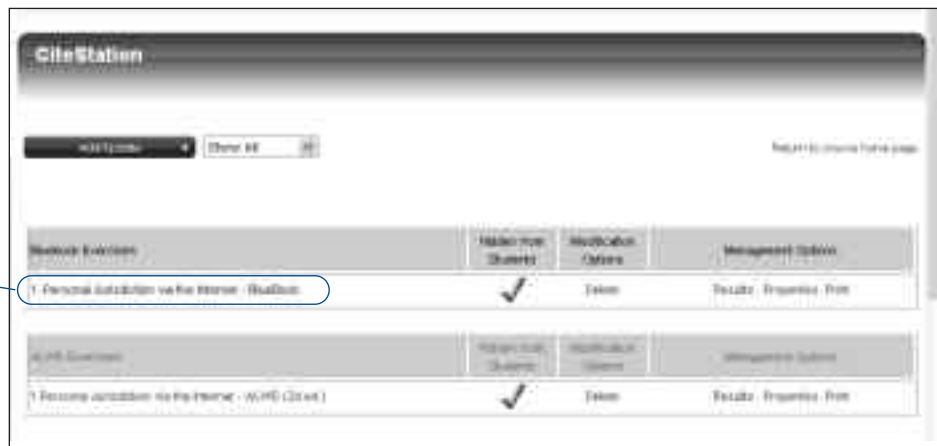 CiteStation
Show All
Return to course home page
Bluebook Exercises
Hidden from Students
Modification Options
Management Options
1 Personal Jurisdiction via the Internet - BlueBook
Delete
Results Properties Print
ALWD Exercises
Hidden from Students
Modification Options
Management Options
1 Personal Jurisdiction via the Internet - ALWD
Delete
Results Properties Print